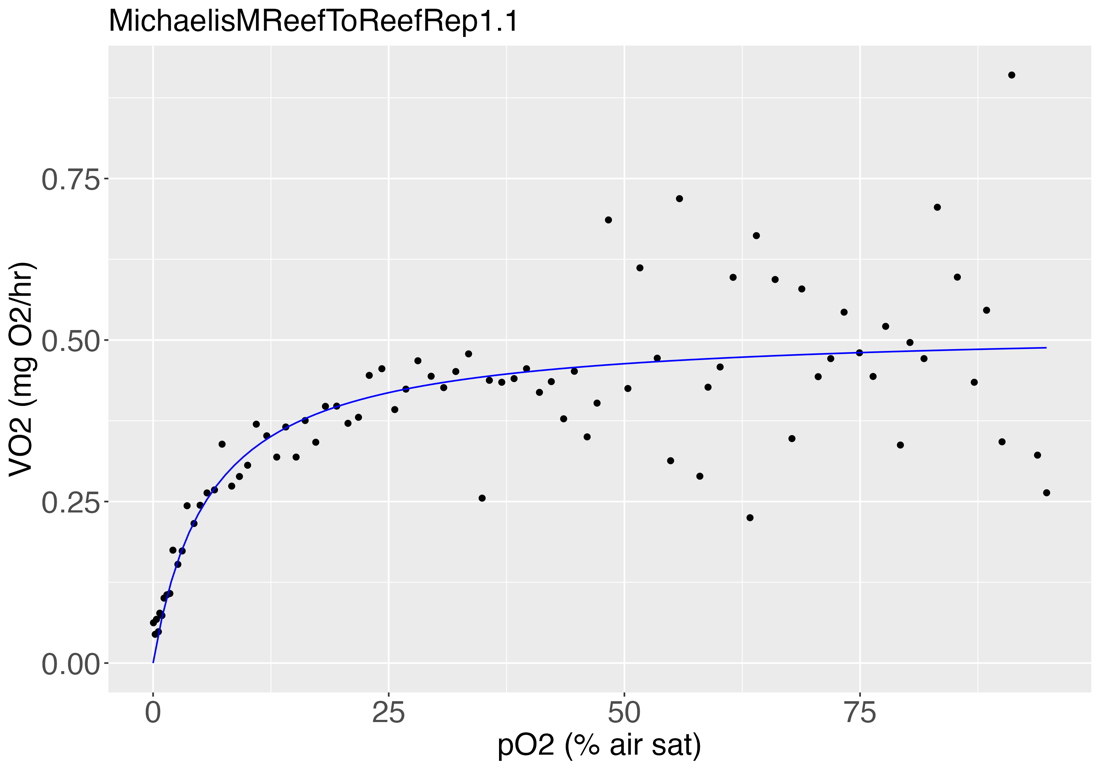 MichaelisMReefToReefRep1.1
VO2 (mg O2/hr)
0.75
0.50
0.25
0.00
0 25 50 75
pO2 (% air sat)